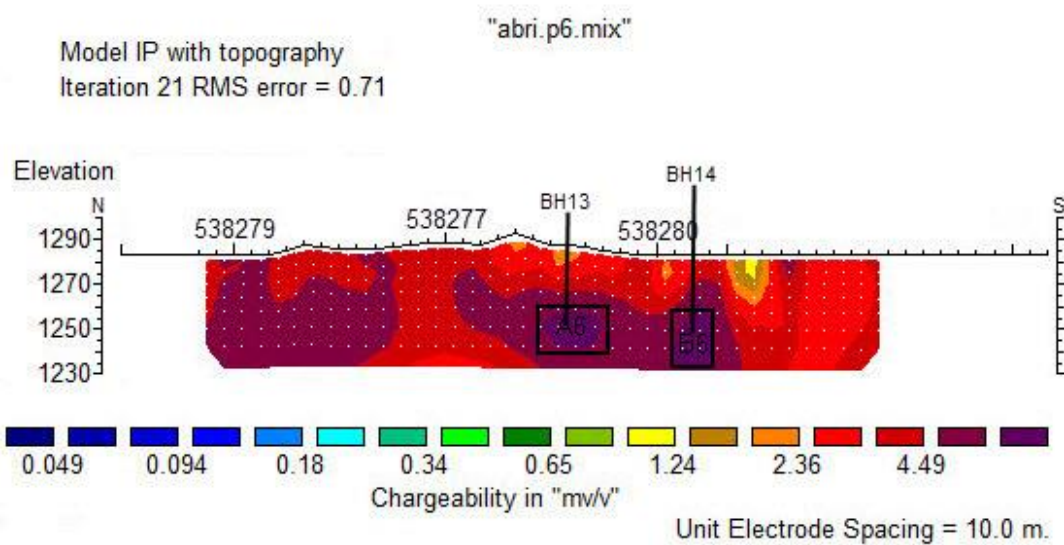 "abri.p6.mix"
Model IP with topography
Iteration 21 RMS error = 0.71
Elevation
BH14
N
BH13
S
538279
538277
538280
1290
1270
1250
1230
A6
B6
0.049 0.094 0.18 0.34 0.65 1.24 2.36 4.49
Chargeability in "mv/v"
Unit Electrode Spacing = 10.0 m.